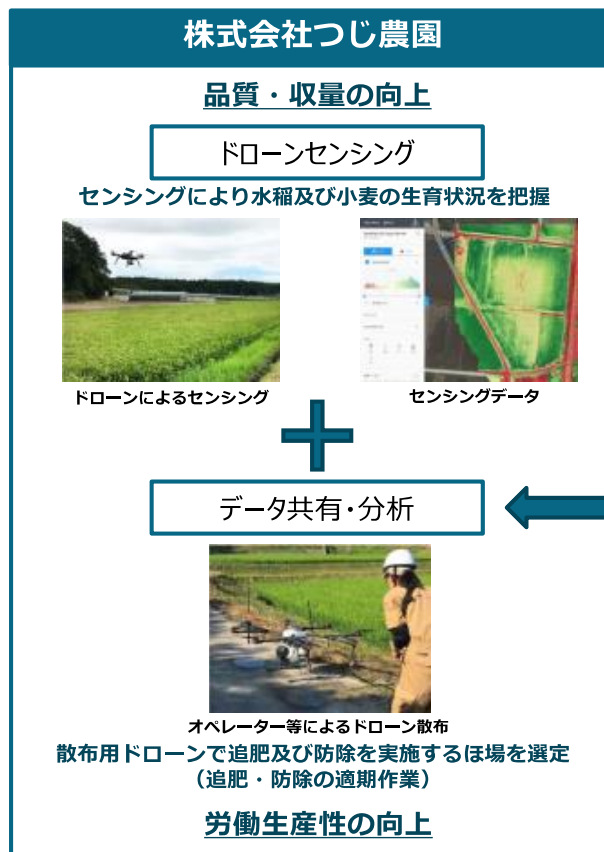 株式会社つじ農園
品質・収量の向上
ドローンセンシング
センシングにより水稲及び小麦の生育状況を把握
ドローンによるセンシング
センシングデータ
データ共有・分析
オペレーター等によるドローン散布
散布用ドローンで追肥及び防除を実施するほ場を選定
（追肥・防除の適期作業）
労働生産性の向上